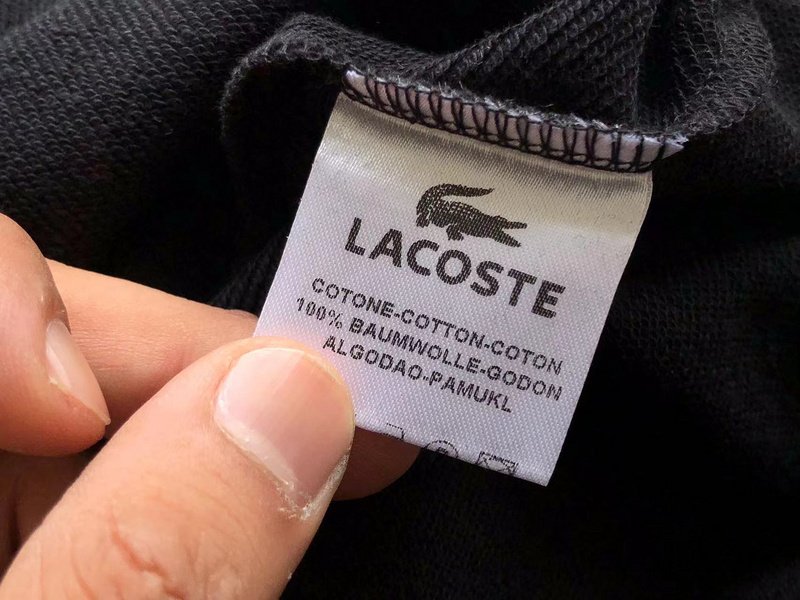 LACOSTE
COTONE-COTTON-COTON
100% BAUMWOLLE-GODON
ALGODAO-PAMUKL